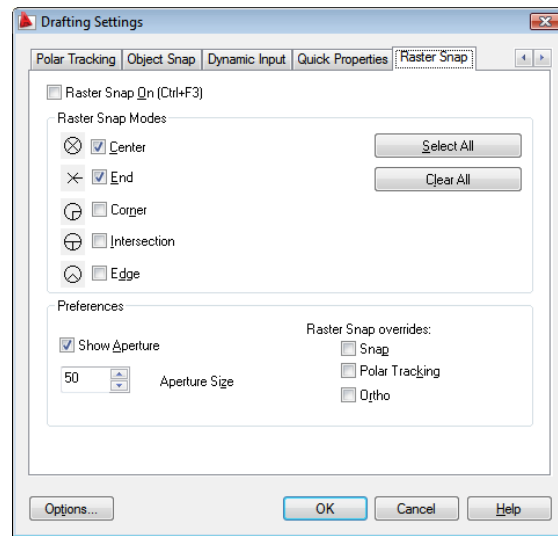 Drafting Settings
Polar Tracking Object Snap Dynamic Input Quick Properties Raster Snap
Raster Snap On (Ctrl+F3)
Raster Snap Modes
Center Select All
End Clear All
Corner
Intersection
Edge
Preferences
Raster Snap overrides:
Show Aperture Snap
50 Aperture Size Polar Tracking
Ortho
Options... OK Cancel Help